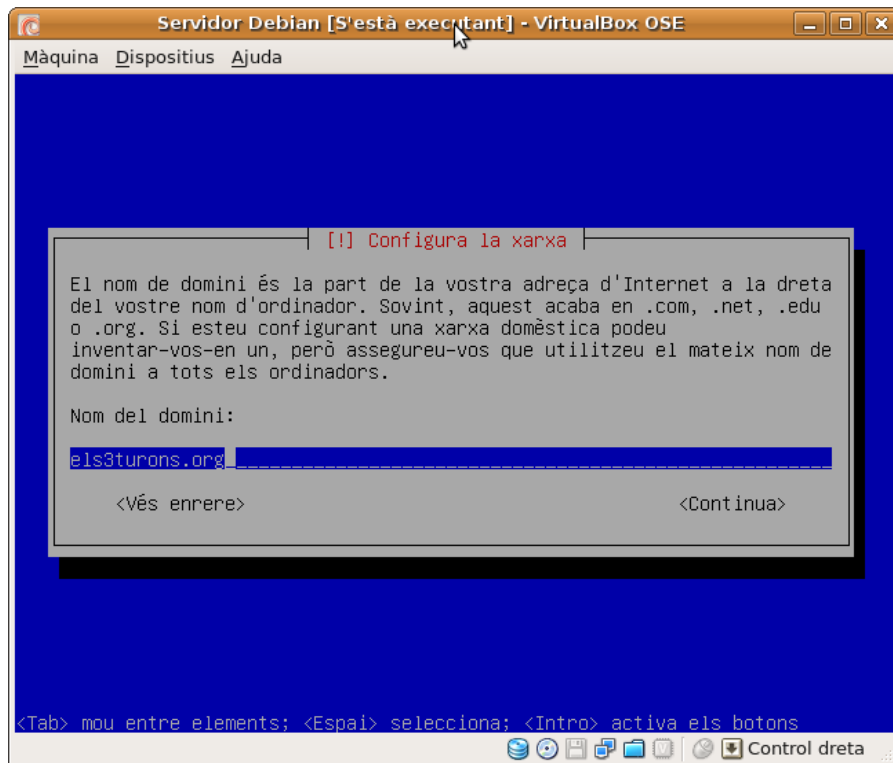 Servidor Debian [S'està executant] - VirtualBox OSE
Màquina Dispositius Ajuda
[!] Configura la xarxa
El nom de domini és la part de la vostra adreça d'Internet a la dreta
del vostre nom d'ordinador. Sovint, aquest acaba en .com, .net, .edu
o .org. Si esteu configurant una xarxa domèstica podeu
inventar-vos-en un, però assegureu-vos que utilitzeu el mateix nom de
domini a tots els ordinadors.
Nom del domini:
els3turons.org
<Vés enrere> <Continua>
<Tab> mou entre elements; <Espai> selecciona; <Intro> activa els botons
Control dreta